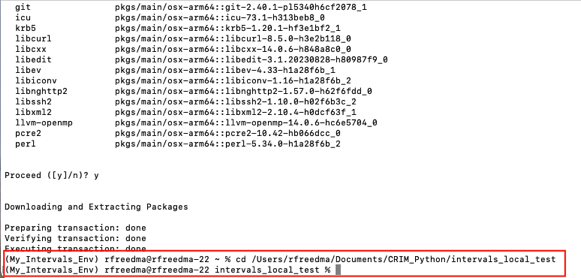 git pkgs/main/osx-arm64::git-2.40.1-pl5340h6cf2078_1
icu pkgs/main/osx-arm64::icu-73.1-h313beb8_0
krb5 pkgs/main/osx-arm64::krb5-1.20.1-hf3e1bf2_1
libcurl pkgs/main/osx-arm64::libcurl-8.5.0-h3e2b118_0
libcxx pkgs/main/osx-arm64::libcxx-14.0.6-h848a8c0_0
libedit pkgs/main/osx-arm64::libedit-3.1.20230828-h80987f9_0
libev pkgs/main/osx-arm64::libev-4.33-h1a28f6b_1
libiconv pkgs/main/osx-arm64::libiconv-1.16-h1a28f6b_2
libnghttp2 pkgs/main/osx-arm64::libnghttp2-1.57.0-h62f6fdd_0
libssh2 pkgs/main/osx-arm64::libssh2-1.10.0-h02f6b3c_2
libxml2 pkgs/main/osx-arm64::libxml2-2.10.4-h0dcf63f_1
llvm-openmp pkgs/main/osx-arm64::llvm-openmp-14.0.6-hc6e5704_0
pcre2 pkgs/main/osx-arm64::pcre2-10.42-hb066dcc_0
perl pkgs/main/osx-arm64::perl-5.34.0-h1a28f6b_2
Proceed ([y]/n)? y
Downloading and Extracting Packages
Preparing transaction: done
Verifying transaction: done
Executing transaction: done
(My_Intervals_Env) rfreedma@rfreedma-22 ~ % cd /Users/rfreedma/Documents/CRIM_Python/intervals_local_test
(My_Intervals_Env) rfreedma@rfreedma-22 intervals_local_test %